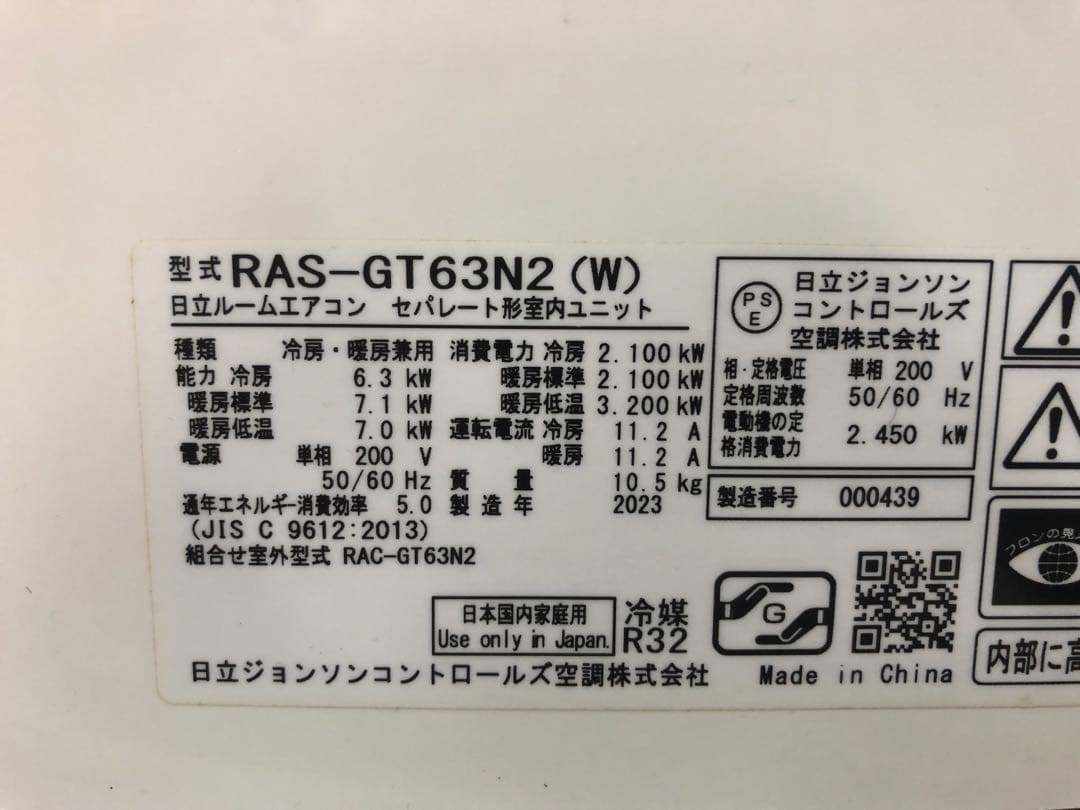 型式 RAS-GT63N2(W)
日立ルームエアコン セパレート形室内ユニット
種類 冷房・暖房兼用
能力 冷房 6.3 kW
暖房標準 7.1 kW
暖房低温 7.0 kW
電源 単相 200 V
50/60 Hz
通年エネルギー消費効率 5.0
(JIS C 9612:2013)
組合せ室外型式 RAC-GT63N2
消費電力 冷房 2.100 kW
暖房標準 2.100 kW
暖房低温 3.200 kW
運転電流 冷房 11.2 A
暖房 11.2 A
質量 10.5 kg
製造年 2023
PS
E
日立ジョンソン
コントロールズ
空調株式会社
相・定格電圧 単相 200 V
定格周波数 50/60 Hz
電動機の定
格消費電力 2.450 kW
製造番号 000439
日本国内家庭用
Use only in Japan.
冷媒
R32
G
日立ジョンソンコントロールズ空調株式会社
Made in China
フロンの見
内部に高